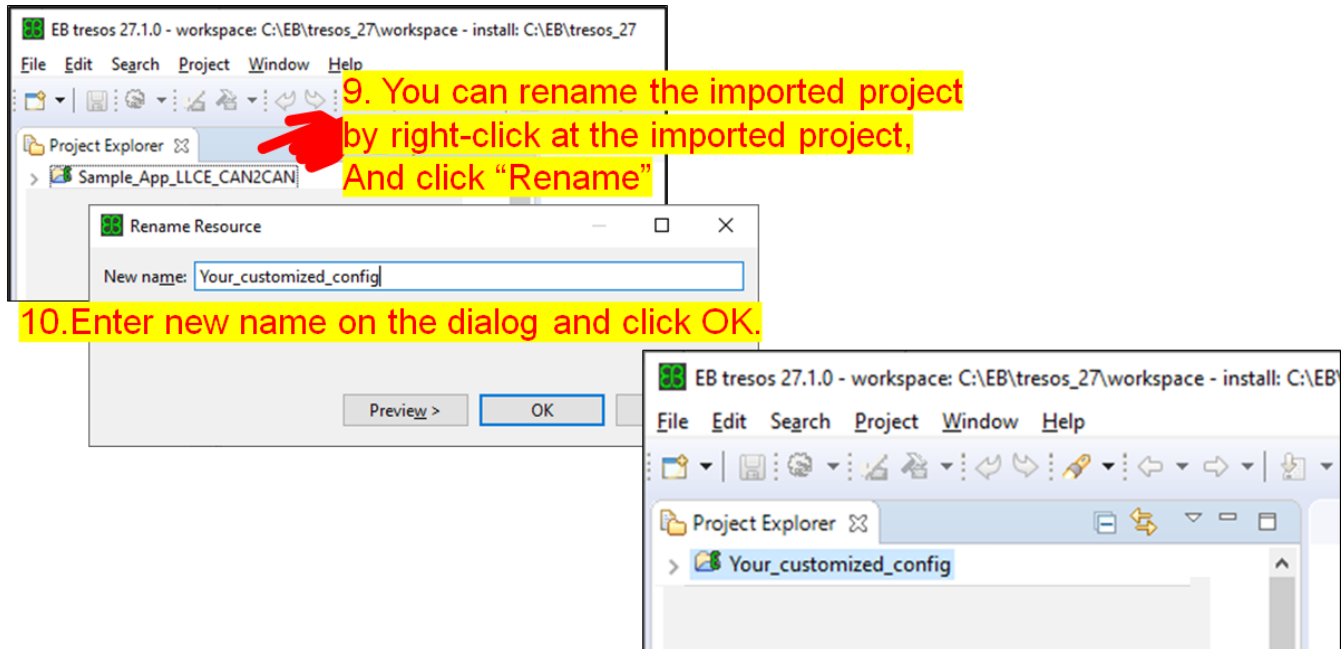 EB tresos 27.1.0 - workspace: C:\EB\tresos_27\workspace - install: C:\EB\tresos_27
File Edit Search Project Window Help
9. You can rename the imported project
by right-click at the imported project,
And click “Rename”
Project Explorer
Sample_App_LLCE_CAN2CAN
Rename Resource
New name: Your_customized_config
10.Enter new name on the dialog and click OK.
Preview > OK
EB tresos 27.1.0 - workspace: C:\EB\tresos_27\workspace - install: C:\EB\
File Edit Search Project Window Help
Project Explorer
Your_customized_config